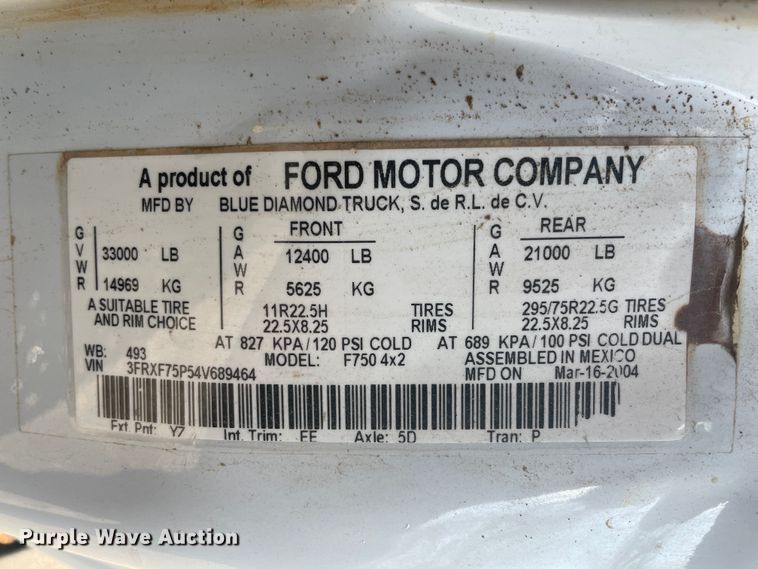 A product of FORD MOTOR COMPANY
MFD BY BLUE DIAMOND TRUCK, S. de R.L. de C.V.
GVWR 33000 LB 14969 KG
FRONT GAWR 12400 LB 5625 KG
REAR GAWR 21000 LB 9525 KG
A SUITABLE TIRE 11R22.5H TIRES 295/75R22.5G TIRES
AND RIM CHOICE 22.5X8.25 RIMS 22.5X8.25 RIMS
AT 827 KPA/120 PSI COLD AT 689 KPA/100 PSI COLD DUAL
WB: 493 MODEL: F750 4x2 ASSEMBLED IN MEXICO
VIN 3FRXF75P54V689464 MFD ON Mar-16-2004
Ext. Pnt: Y7 Int. Trim: EE Axle: 5D Tran: P
Purple Wave Auction